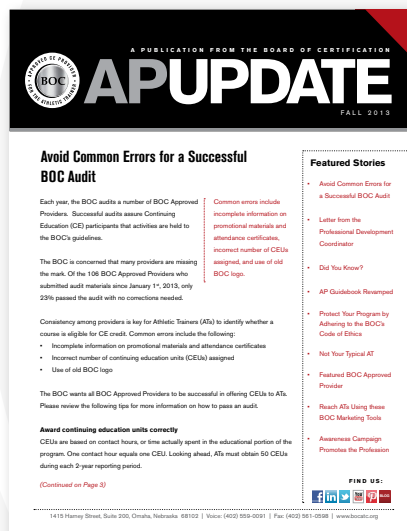 A PUBLICATION FROM THE BOARD OF CERTIFICATION
APPROVED CE PROVIDER
BOC
FOR THE ATHLETIC TRAINER
APUPDATE
FALL 2013
Avoid Common Errors for a Successful
BOC Audit
Each year, the BOC audits a number of BOC Approved
Providers. Successful audits assure Continuing
Education (CE) participants that activities are held to
the BOC's guidelines.
The BOC is concerned that many providers are missing
the mark. Of the 106 BOC Approved Providers who
submitted audit materials since January 1st, 2013, only
23% passed the audit with no corrections needed.
Common errors include
incomplete information on
promotional materials and
attendance certificates,
incorrect number of CEUs
assigned, and use of old
BOC logo.
Consistency among providers is key for Athletic Trainers (ATs) to identify whether a
course is eligible for CE credit. Common errors include the following:
• Incomplete information on promotional materials and attendance certificates
• Incorrect number of continuing education units (CEUs) assigned
• Use of old BOC logo
The BOC wants all BOC Approved Providers to be successful in offering CEUs to ATs.
Please review the following tips for more information on how to pass an audit.
Award continuing education units correctly
CEUs are based on contact hours, or time actually spent in the educational portion of the
program. One contact hour equals one CEU. Looking ahead, ATs must obtain 50 CEUs
during each 2-year reporting period.
(Continued on Page 3)
Featured Stories
• Avoid Common Errors for
a Successful BOC Audit
• Letter from the
Professional Development
Coordinator
• Did You Know?
• AP Guidebook Revamped
• Protect Your Program by
Adhering to the BOC's
Code of Ethics
• Not Your Typical AT
• Featured BOC Approved
Provider
• Reach ATs Using these
BOC Marketing Tools
• Awareness Campaign
Promotes the Profession
FIND US:
f in You Tube BLOG
1415 Harney Street, Suite 200, Omaha, Nebraska 68102 | Voice: (402) 559-0091 | Fax: (402) 561-0598 | www.bocatc.org